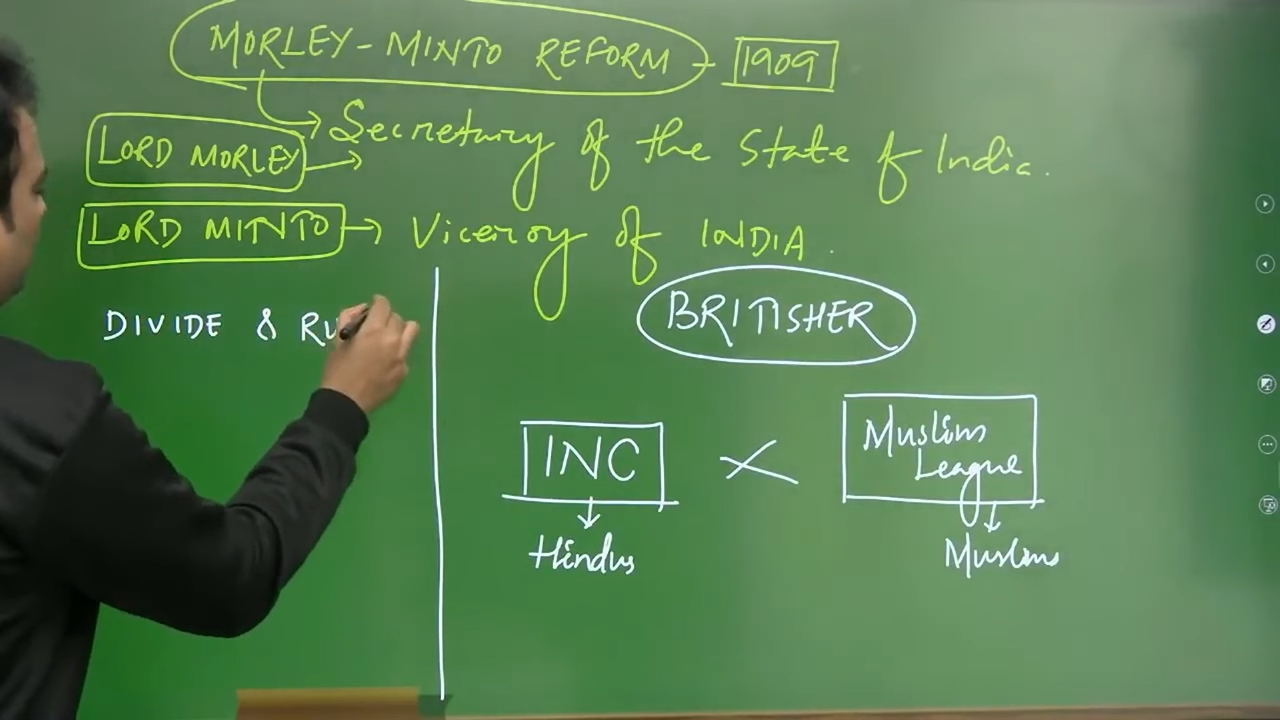 MORLEY-MINTO REFORM - 1909
LORD MORLEY → Secretary of the State of India.
LORD MINTO → Viceroy of INDIA.
DIVIDE & RU
BRITISHER
INC
Muslim
League
Hindus
Muslims